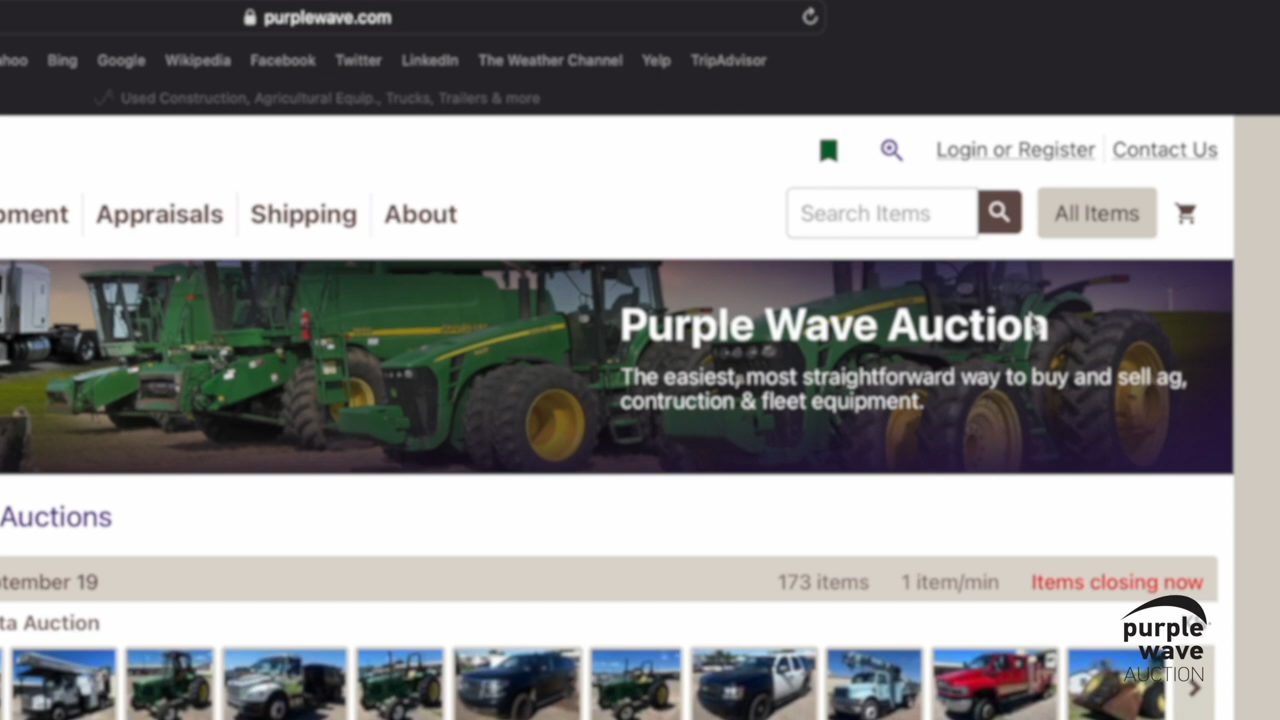 purplewave.com
Bing Google Wikipedia Facebook Twitter LinkedIn The Weather Channel Yelp TripAdvisor
Used Construction, Agricultural Equip., Trucks, Trailers & more
Login or Register Contact Us
Appraisals Shipping About
Search Items All Items
Purple Wave Auction
The easiest, most straightforward way to buy and sell ag,
contruction & fleet equipment.
Auctions
tember 19 173 items 1 item/min Items closing now
ta Auction
purple
wave
AUCTION